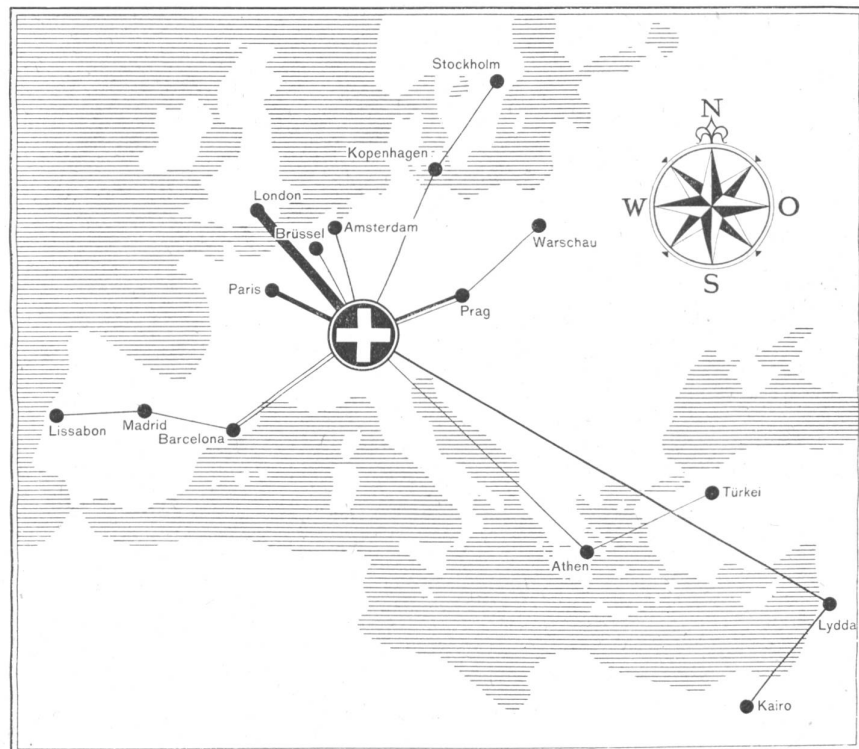 Stockholm
N
Kopenhagen
London
W
O
Brüssel
Amsterdam
Warschau
S
Paris
Prag
Lissabon
Madrid
Barcelona
Türkei
Athen
Lydda
Kairo